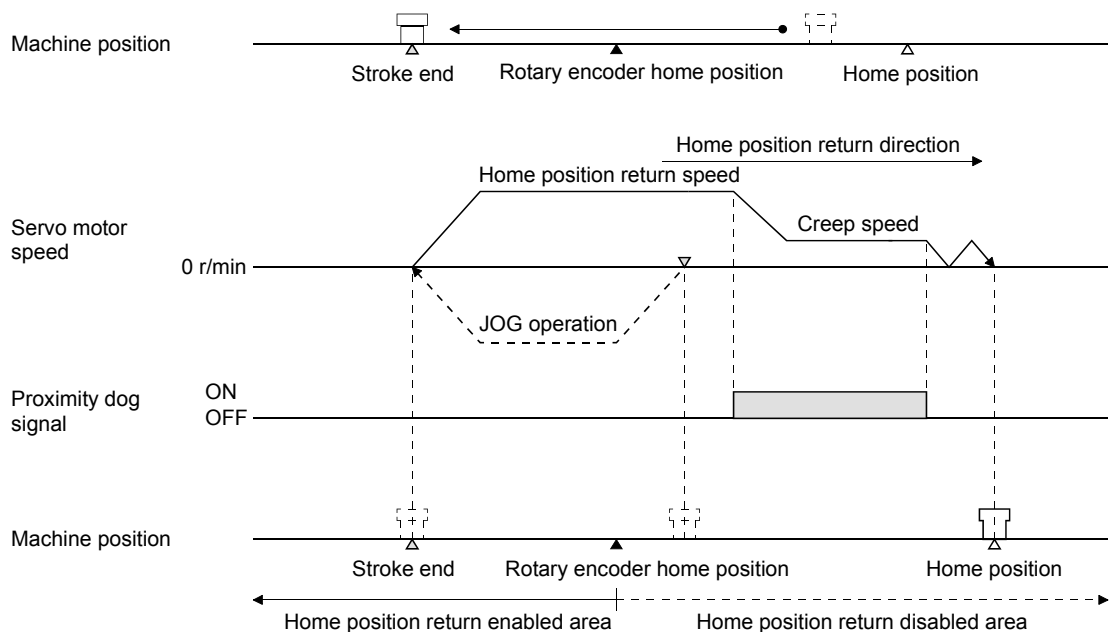 Machine position
Stroke end
Rotary encoder home position
Home position
Home position return direction
Home position return speed
Servo motor
speed
Creep speed
0 r/min
JOG operation
Proximity dog
signal
ON
OFF
Machine position
Stroke end
Rotary encoder home position
Home position
Home position return enabled area
Home position return disabled area